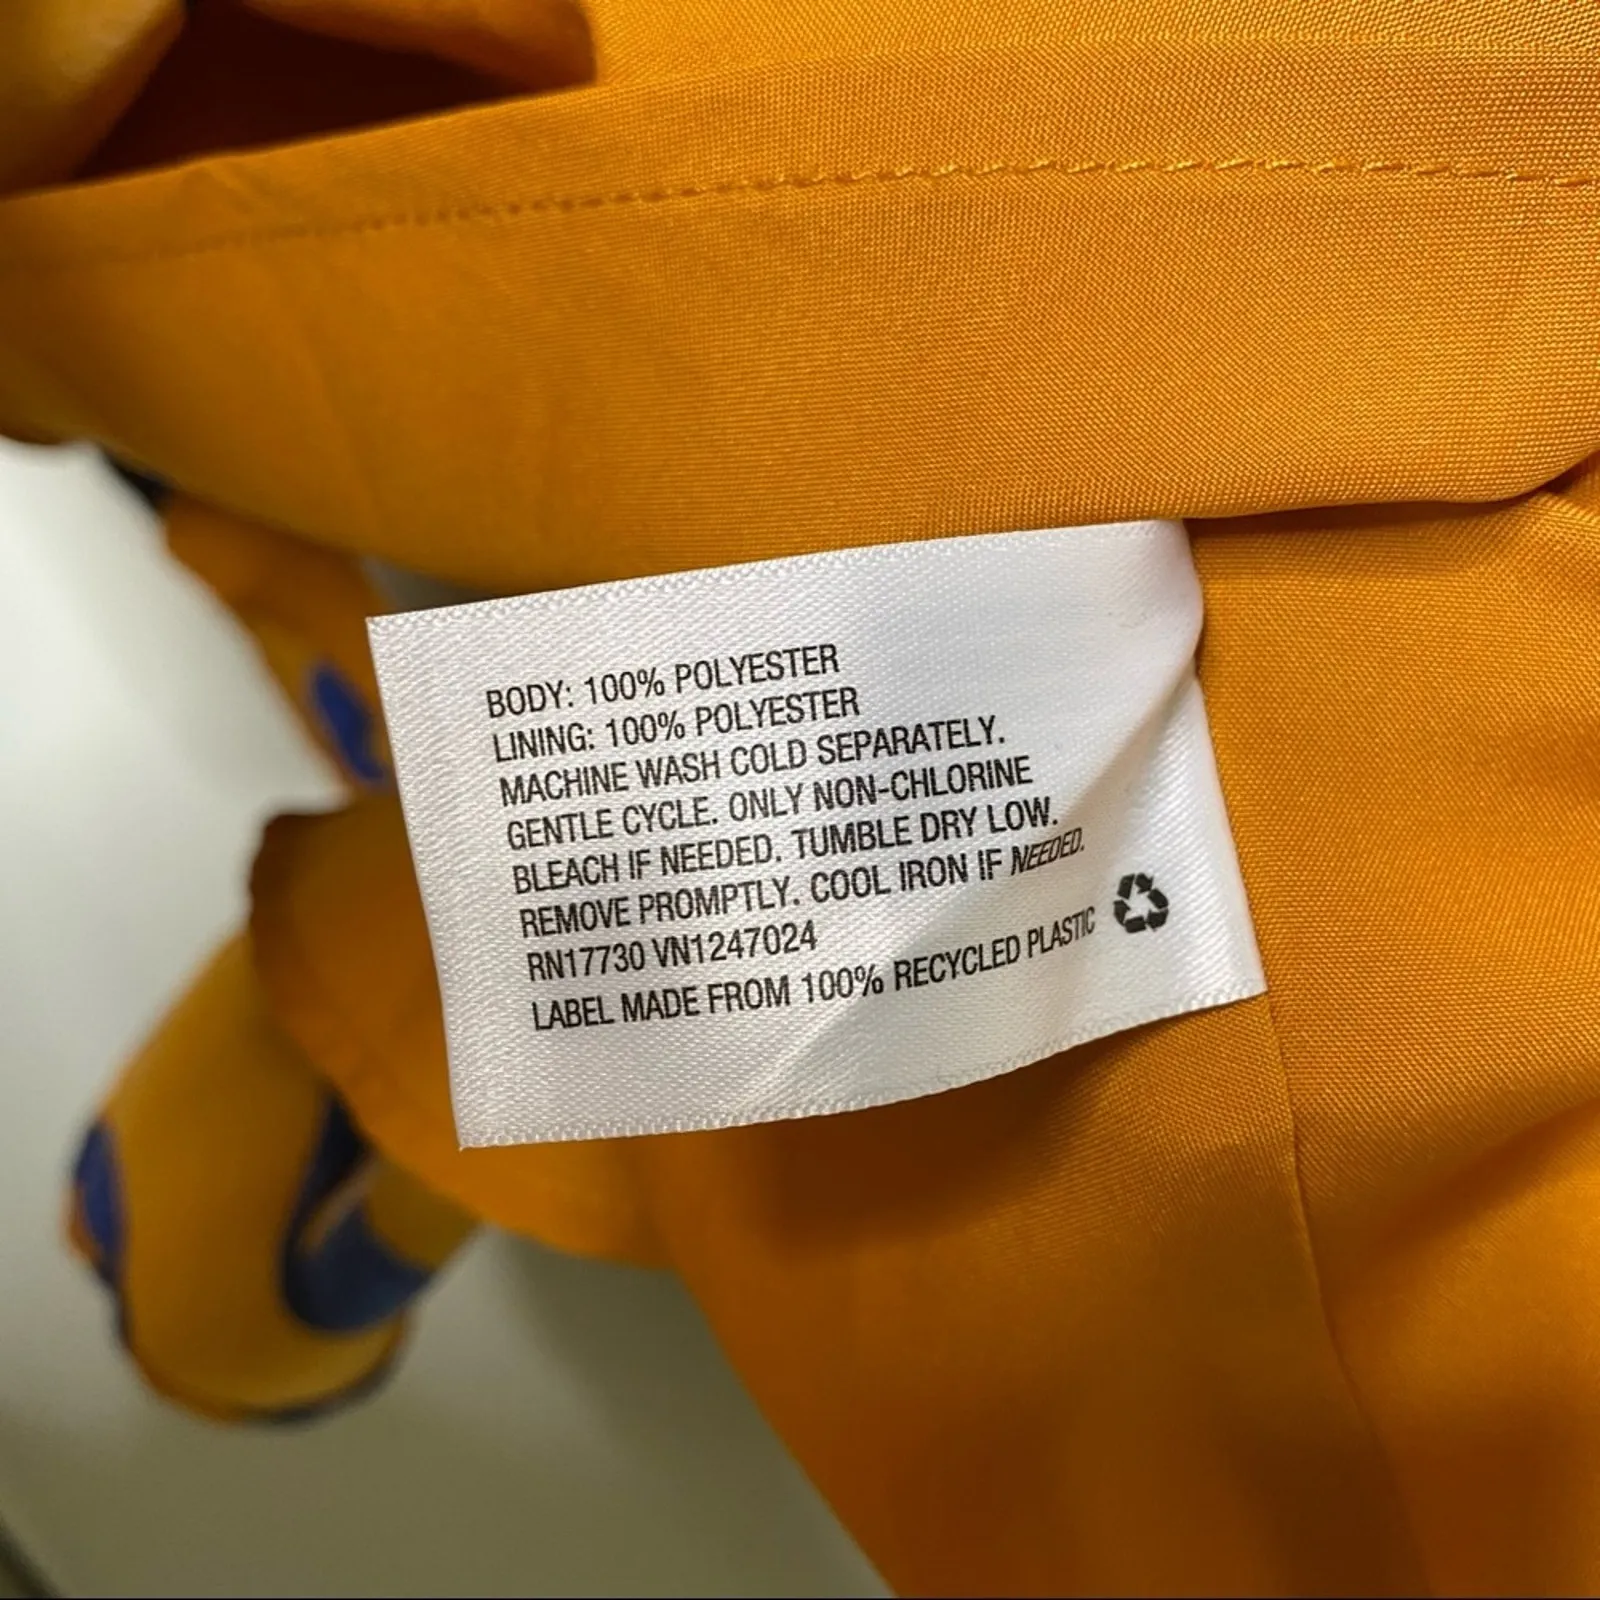 BODY: 100% POLYESTER
LINING: 100% POLYESTER
MACHINE WASH COLD SEPARATELY.
GENTLE CYCLE. ONLY NON-CHLORINE
BLEACH IF NEEDED. TUMBLE DRY LOW.
REMOVE PROMPTLY. COOL IRON IF NEEDED.
RN17730 VN1247024
LABEL MADE FROM 100% RECYCLED PLASTIC